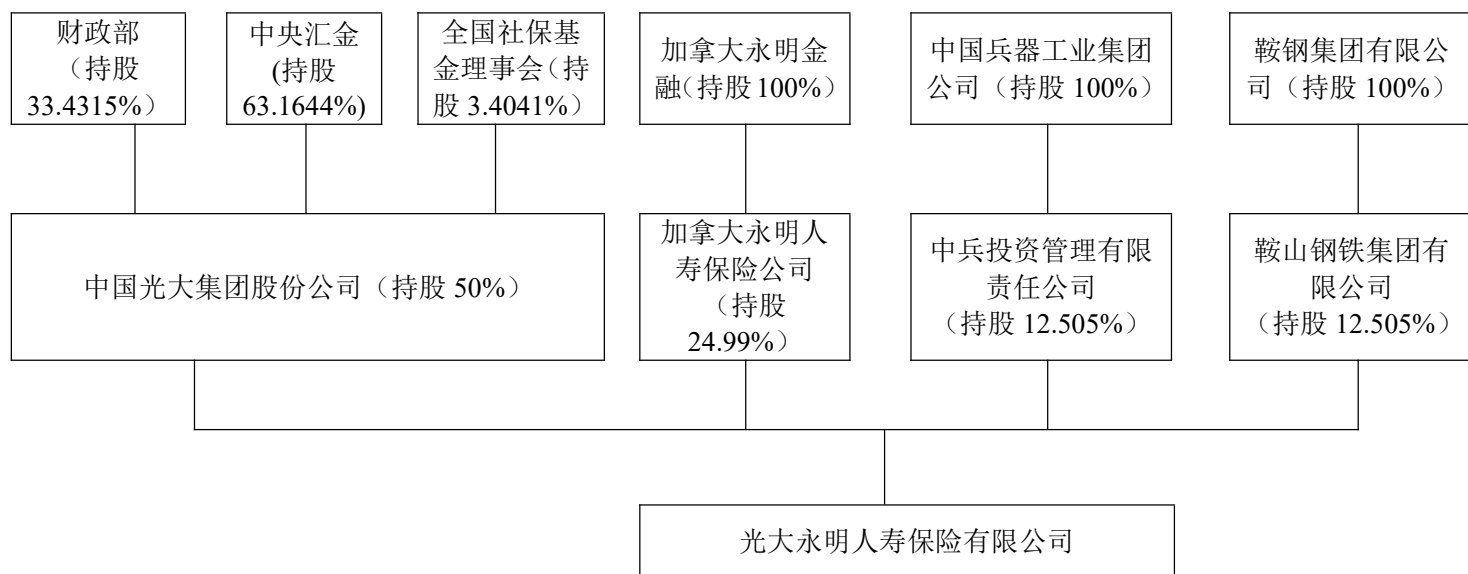 财政部
（持股
33.4315%）
中央汇金
(持股
63.1644%)
全国社保基
金理事会（持
股 3.4041%）
加拿大永明金
融（持股 100%）
中国兵器工业集团
公司（持股 100%）
鞍钢集团有限公
司（持股 100%）
中国光大集团股份公司（持股 50%）
加拿大永明人
寿保险公司
（持股
24.99%）
中兵投资管理有限
责任公司
（持股 12.505%）
鞍山钢铁集团有
限公司
（持股 12.505%）
光大永明人寿保险有限公司